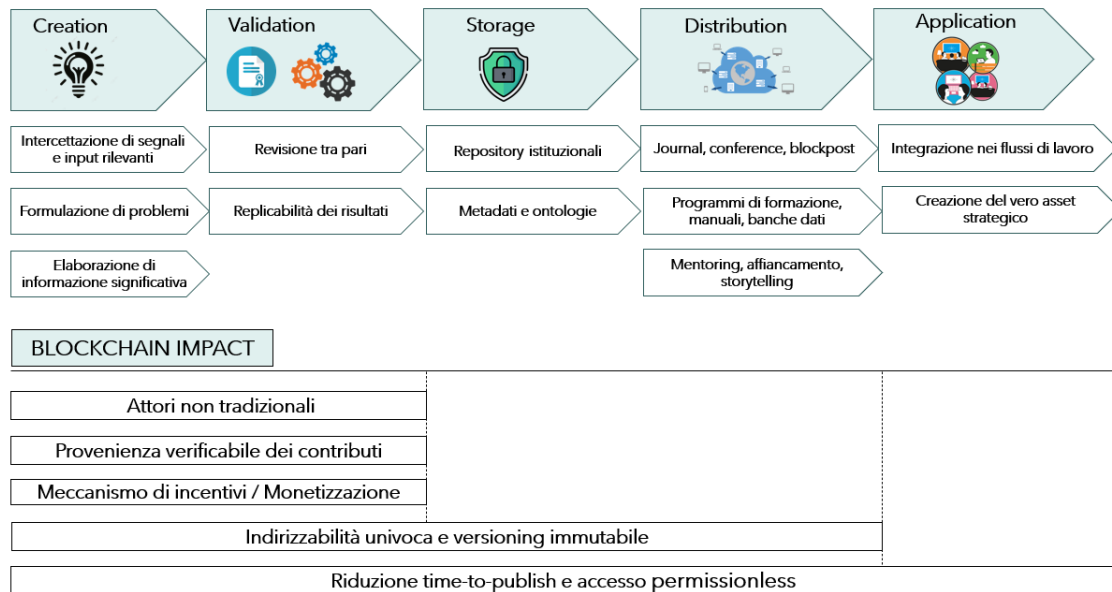 Creation
Validation
Storage
Distribution
Application
Intercettazione di segnali
e input rilevanti
Revisione tra pari
Repository istituzionali
Journal, conference, blockpost
Integrazione nei flussi di lavoro
Formulazione di problemi
Replicabilità dei risultati
Metadati e ontologie
Programmi di formazione,
manuali, banche dati
Creazione del vero asset
strategico
Elaborazione di
informazione significativa
Mentoring, affiancamento,
storytelling
BLOCKCHAIN IMPACT
Attori non tradizionali
Provenienza verificabile dei contributi
Meccanismo di incentivi / Monetizzazione
Indirizzabilità univoca e versioning immutabile
Riduzione time-to-publish e accesso permissionless